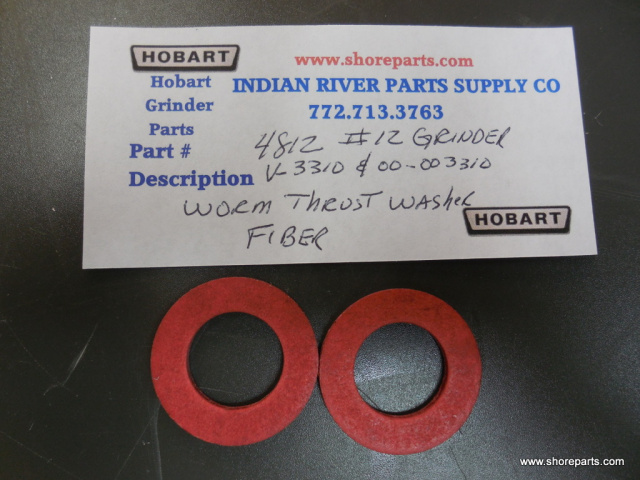 HOBART
www.shoreparts.com
Hobart
INDIAN RIVER PARTS SUPPLY CO
Grinder
772.713.3763
Parts
4812 #12 GRINDER
Part #
V-3310 & 00-003310
Description
WORM THRUST WASHER
HOBART
FIBER
www.shoreparts.com